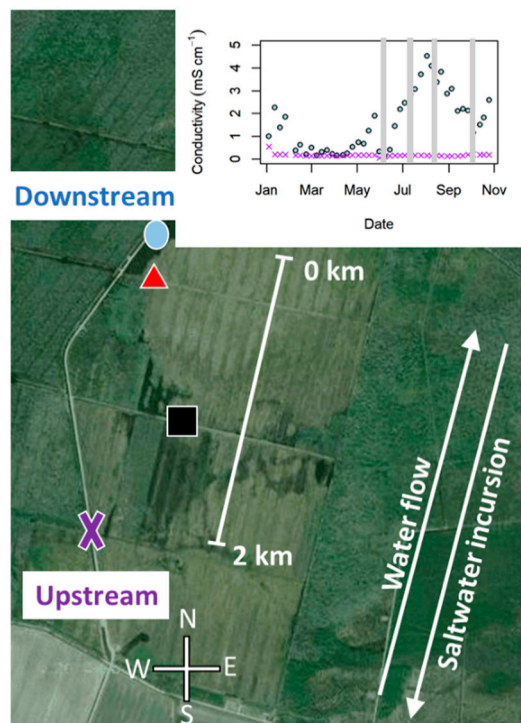 Conductivity (mS cm⁻¹)
5
4
3
2
1
0
Jan Mar May Jul Sep Nov
Date
Downstream
0 km
Water flow
Saltwater incursion
2 km
Upstream
N
W E
S